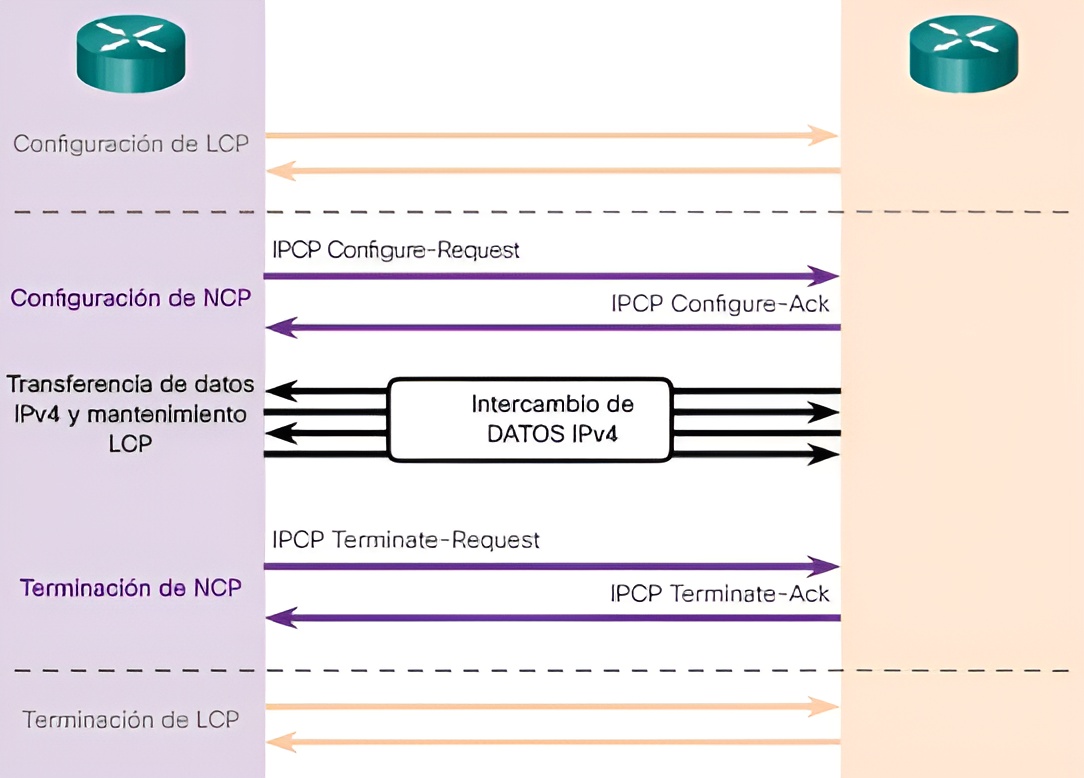 Configuración de LCP
IPCP Configure-Request
Configuración de NCP
IPCP Configure-Ack
Transferencia de datos
IPv4 y mantenimiento
LCP
Intercambio de
DATOS IPv4
IPCP Terminate-Request
Terminación de NCP
IPCP Terminate-Ack
Terminación de LCP